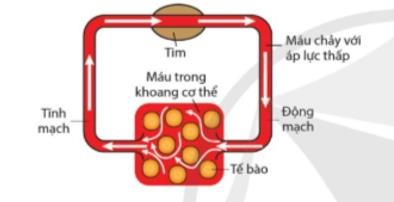 Tim
Máu chảy với
áp lực thấp
Máu trong
khoang cơ thể
Tĩnh
mạch
Động
mạch
Tế bào